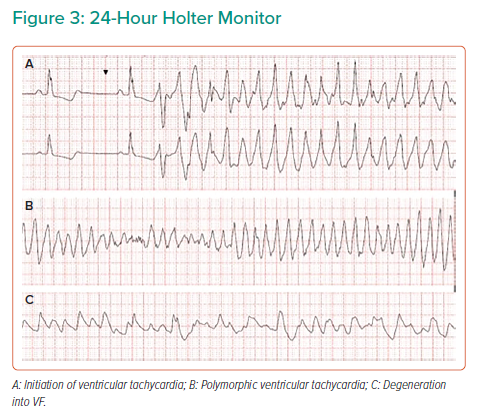 Figure 3: 24-Hour Holter Monitor
A
B
C
A: Initiation of ventricular tachycardia; B: Polymorphic ventricular tachycardia; C: Degeneration
into VF.